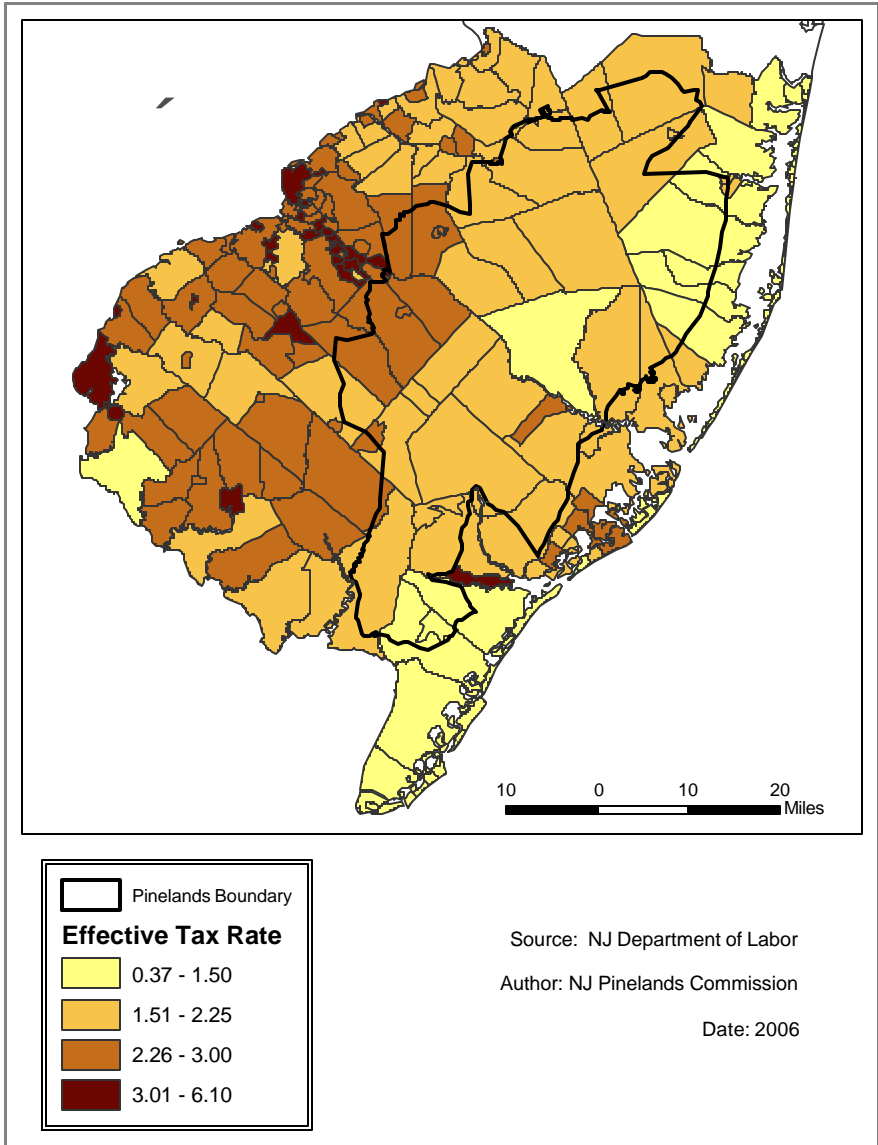 10 0 10 20
Miles
Pinelands Boundary
Effective Tax Rate
0.37 - 1.50
1.51 - 2.25
2.26 - 3.00
3.01 - 6.10
Source: NJ Department of Labor
Author: NJ Pinelands Commission
Date: 2006